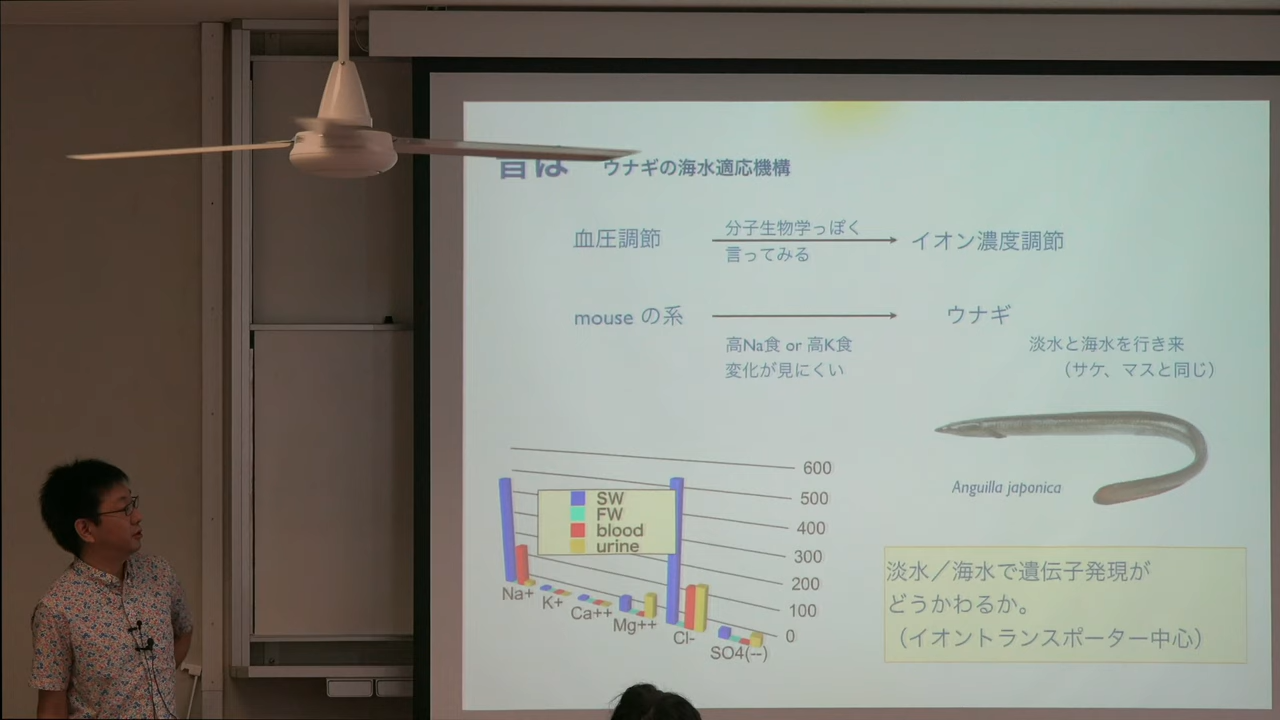 昔は ウナギの海水適応機構
血圧調節 分子生物学っぽく イオン濃度調節
言ってみる
mouse の系 ウナギ
高Na食 or 高K食 淡水と海水を行き来
変化が見にくい （サケ、マスと同じ）
Anguilla japonica
600
500
400
300
200
100
0
SW
FW
blood
urine
Na+
K+
Ca++
Mg++
Cl-
SO4(--)
淡水／海水で遺伝子発現が
どうかわるか。
（イオントランスポーター中心）